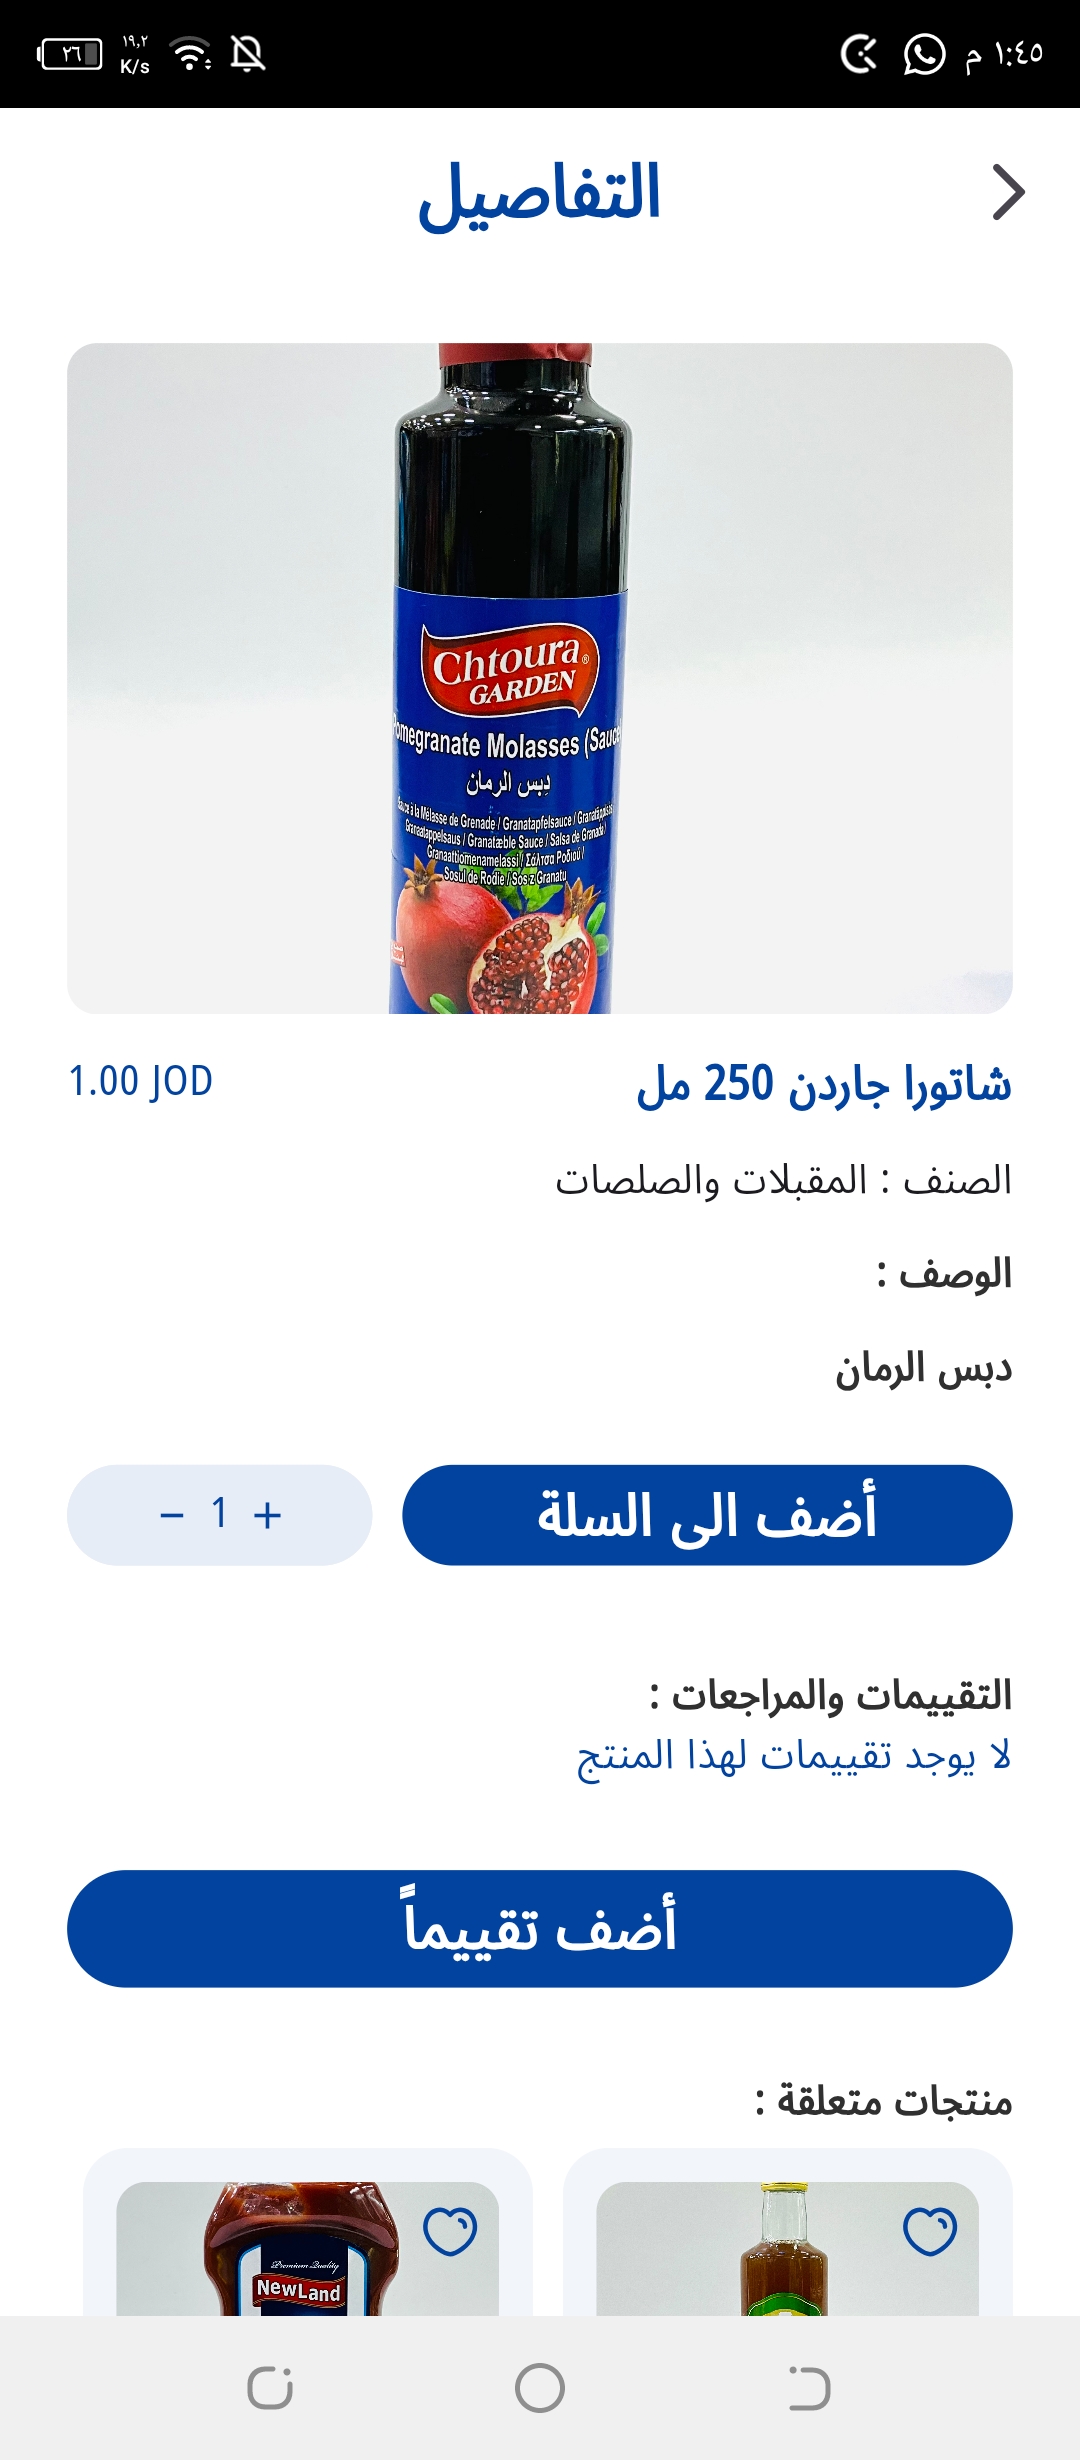 ١:٤٥ م
١٩,٢
K/s
٢٦
التفاصيل
Chtoura®
GARDEN
Pomegranate Molasses (Sauce)
دبس الرمان
Sauce à la Mélasse de Grenade / Granatapfelsauce / Granatäppelsås
Granaatappelsaus / Granatæble Sauce / Salsa de Granada /
Granaattiomenamelassi / Σάλτσα Ροδιού /
Sosul de Rodie / Sos z Granatu
شاتورا جاردن 250 مل
1.00 JOD
الصنف : المقبلات والصلصات
الوصف :
دبس الرمان
أضف الى السلة
− 1 +
التقييمات والمراجعات :
لا يوجد تقييمات لهذا المنتج
أضف تقييماً
منتجات متعلقة :
Premium Quality
NewLand